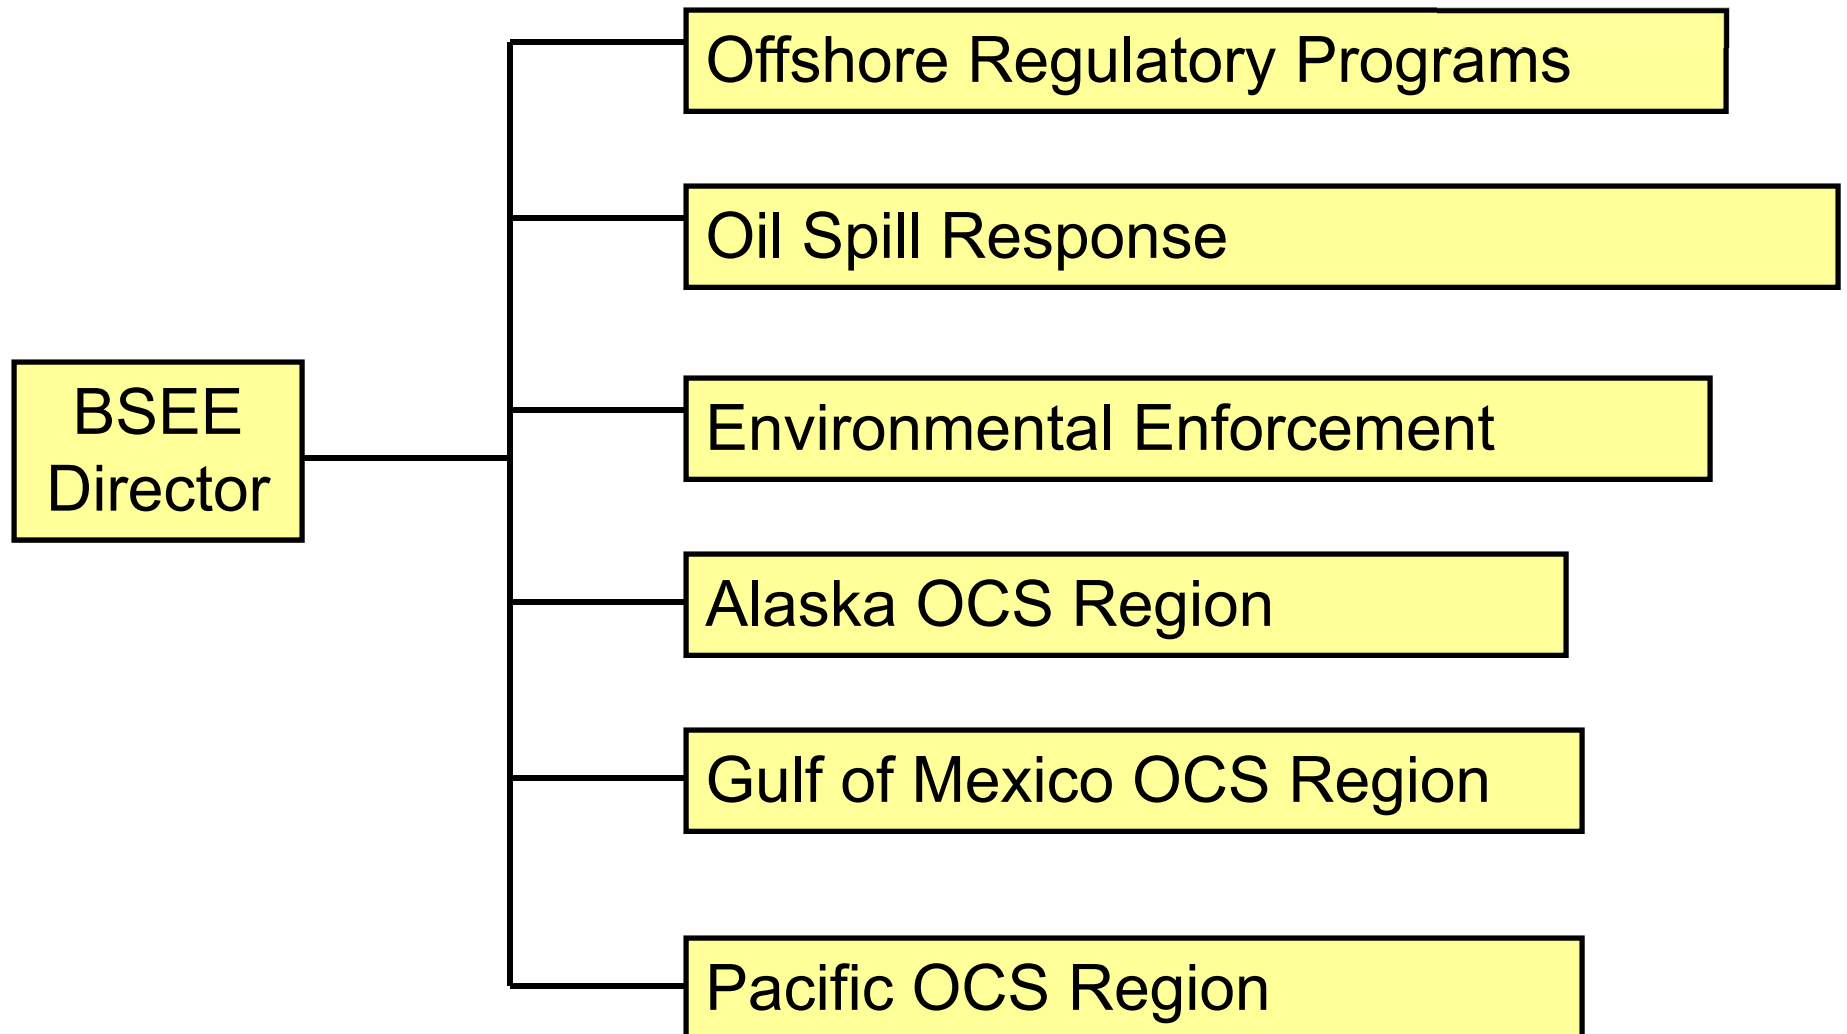 Offshore Regulatory Programs
Oil Spill Response
Environmental Enforcement
BSEE
Director
Alaska OCS Region
Gulf of Mexico OCS Region
Pacific OCS Region